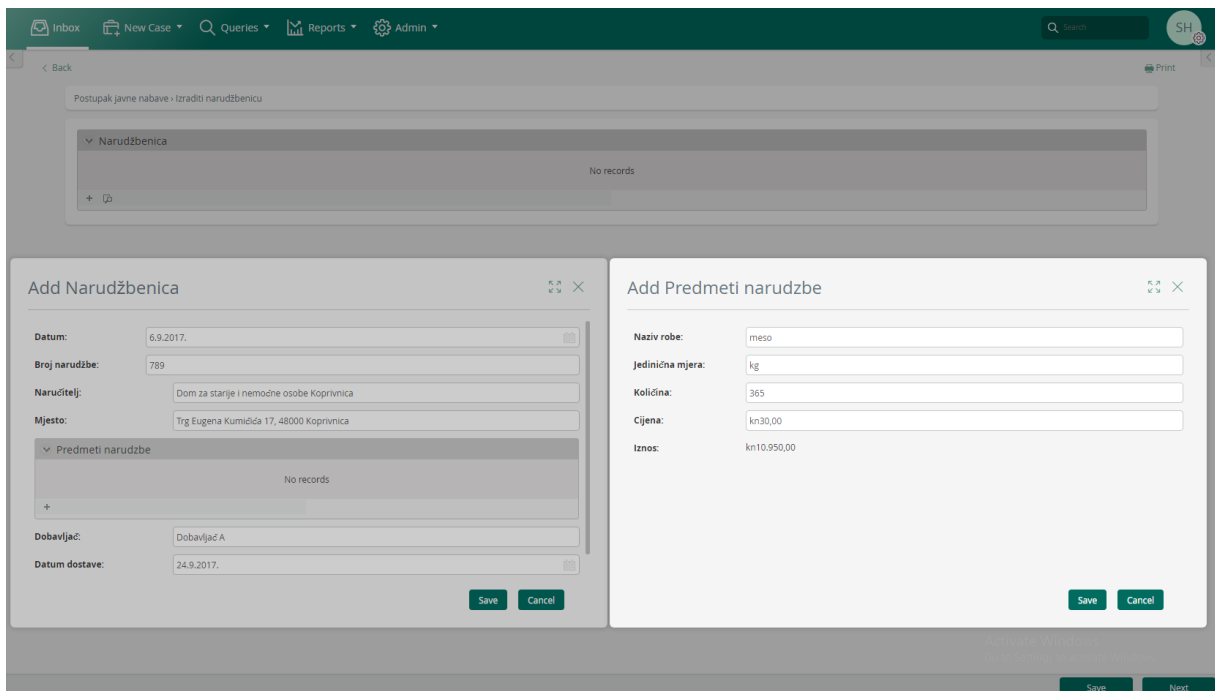 Inbox New Case Queries Reports Admin Search SH
Back Print
Postupak javne nabave › Izraditi narudžbenicu
Narudžbenica
No records
+
Add Narudžbenica
Datum: 6.9.2017.
Broj narudžbe: 789
Naručitelj: Dom za starije i nemoćne osobe Koprivnica
Mjesto: Trg Eugena Kumičića 17, 48000 Koprivnica
Predmeti narudzbe
No records
+
Dobavljač: Dobavljač A
Datum dostave: 24.9.2017.
Save Cancel
Add Predmeti narudzbe
Naziv robe: meso
Jedinična mjera: kg
Količina: 365
Cijena: kn30,00
Iznos: kn10.950,00
Save Cancel
Activate Windows
Save Next